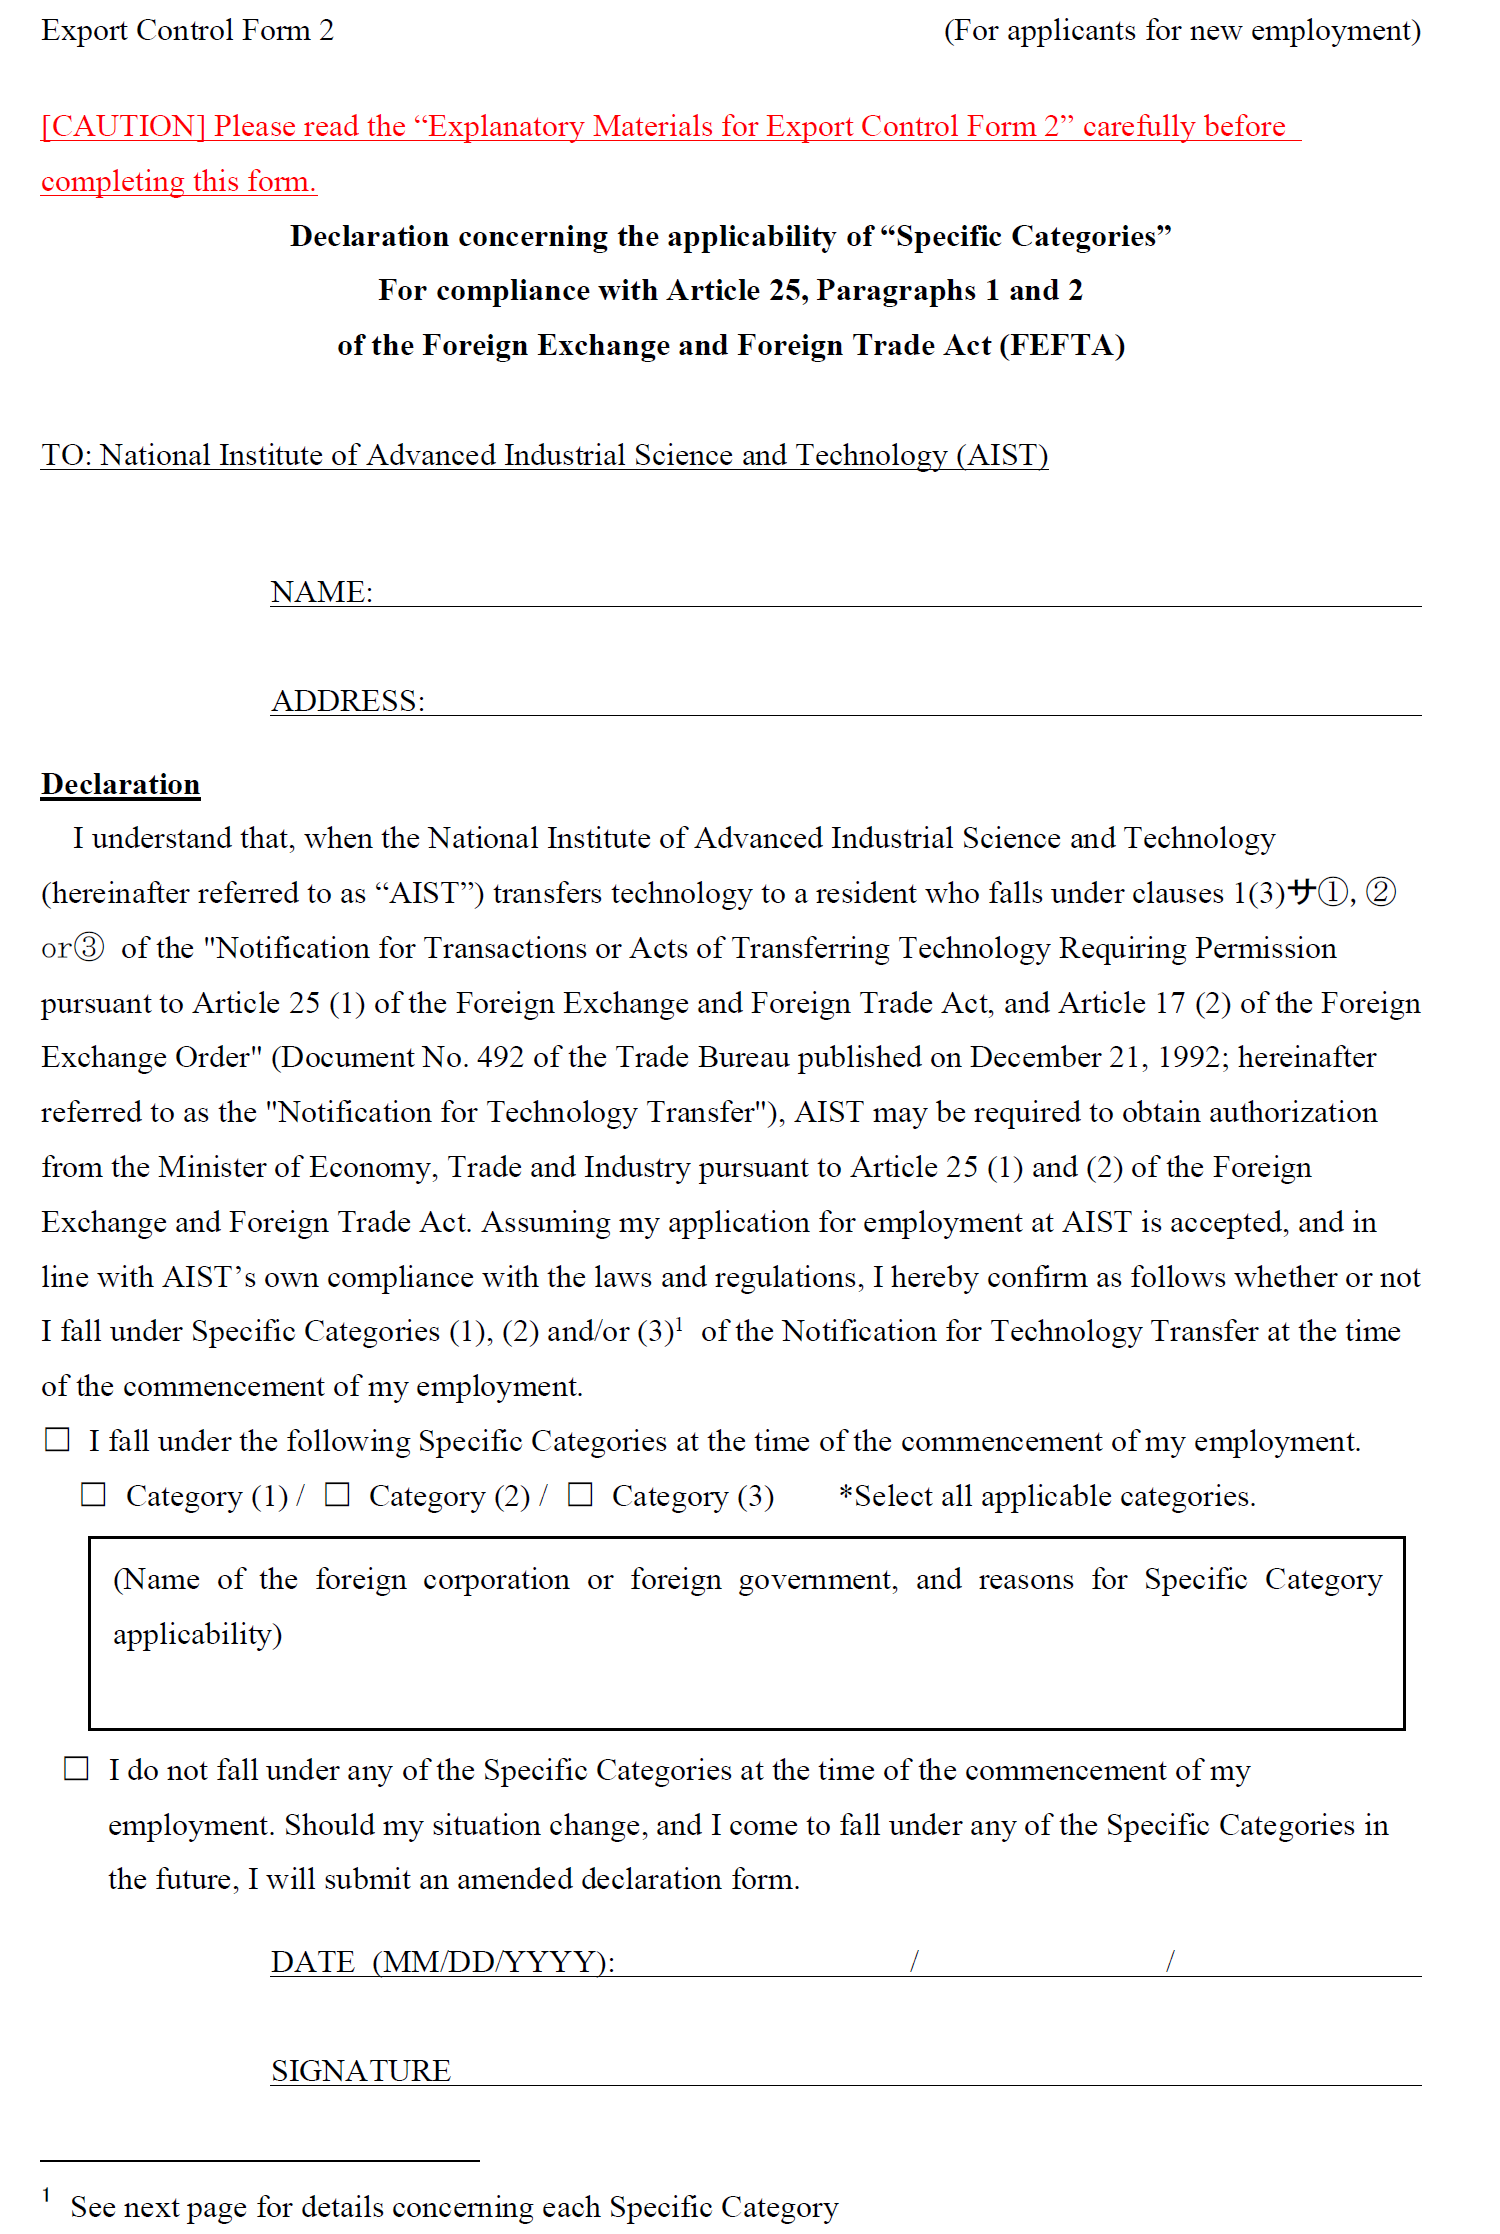 Export Control Form 2 (For applicants for new employment)
[CAUTION] Please read the “Explanatory Materials for Export Control Form 2” carefully before
completing this form.
Declaration concerning the applicability of “Specific Categories”
For compliance with Article 25, Paragraphs 1 and 2
of the Foreign Exchange and Foreign Trade Act (FEFTA)
TO: National Institute of Advanced Industrial Science and Technology (AIST)
NAME:
ADDRESS:
Declaration
I understand that, when the National Institute of Advanced Industrial Science and Technology
(hereinafter referred to as “AIST”) transfers technology to a resident who falls under clauses 1(3)サ①, ②
or③ of the "Notification for Transactions or Acts of Transferring Technology Requiring Permission
pursuant to Article 25 (1) of the Foreign Exchange and Foreign Trade Act, and Article 17 (2) of the Foreign
Exchange Order" (Document No. 492 of the Trade Bureau published on December 21, 1992; hereinafter
referred to as the "Notification for Technology Transfer"), AIST may be required to obtain authorization
from the Minister of Economy, Trade and Industry pursuant to Article 25 (1) and (2) of the Foreign
Exchange and Foreign Trade Act. Assuming my application for employment at AIST is accepted, and in
line with AIST’s own compliance with the laws and regulations, I hereby confirm as follows whether or not
I fall under Specific Categories (1), (2) and/or (3)1 of the Notification for Technology Transfer at the time
of the commencement of my employment.
☐ I fall under the following Specific Categories at the time of the commencement of my employment.
☐ Category (1) / ☐ Category (2) / ☐ Category (3) *Select all applicable categories.
(Name of the foreign corporation or foreign government, and reasons for Specific Category
applicability)
☐ I do not fall under any of the Specific Categories at the time of the commencement of my
employment. Should my situation change, and I come to fall under any of the Specific Categories in
the future, I will submit an amended declaration form.
DATE (MM/DD/YYYY): / /
SIGNATURE
1 See next page for details concerning each Specific Category